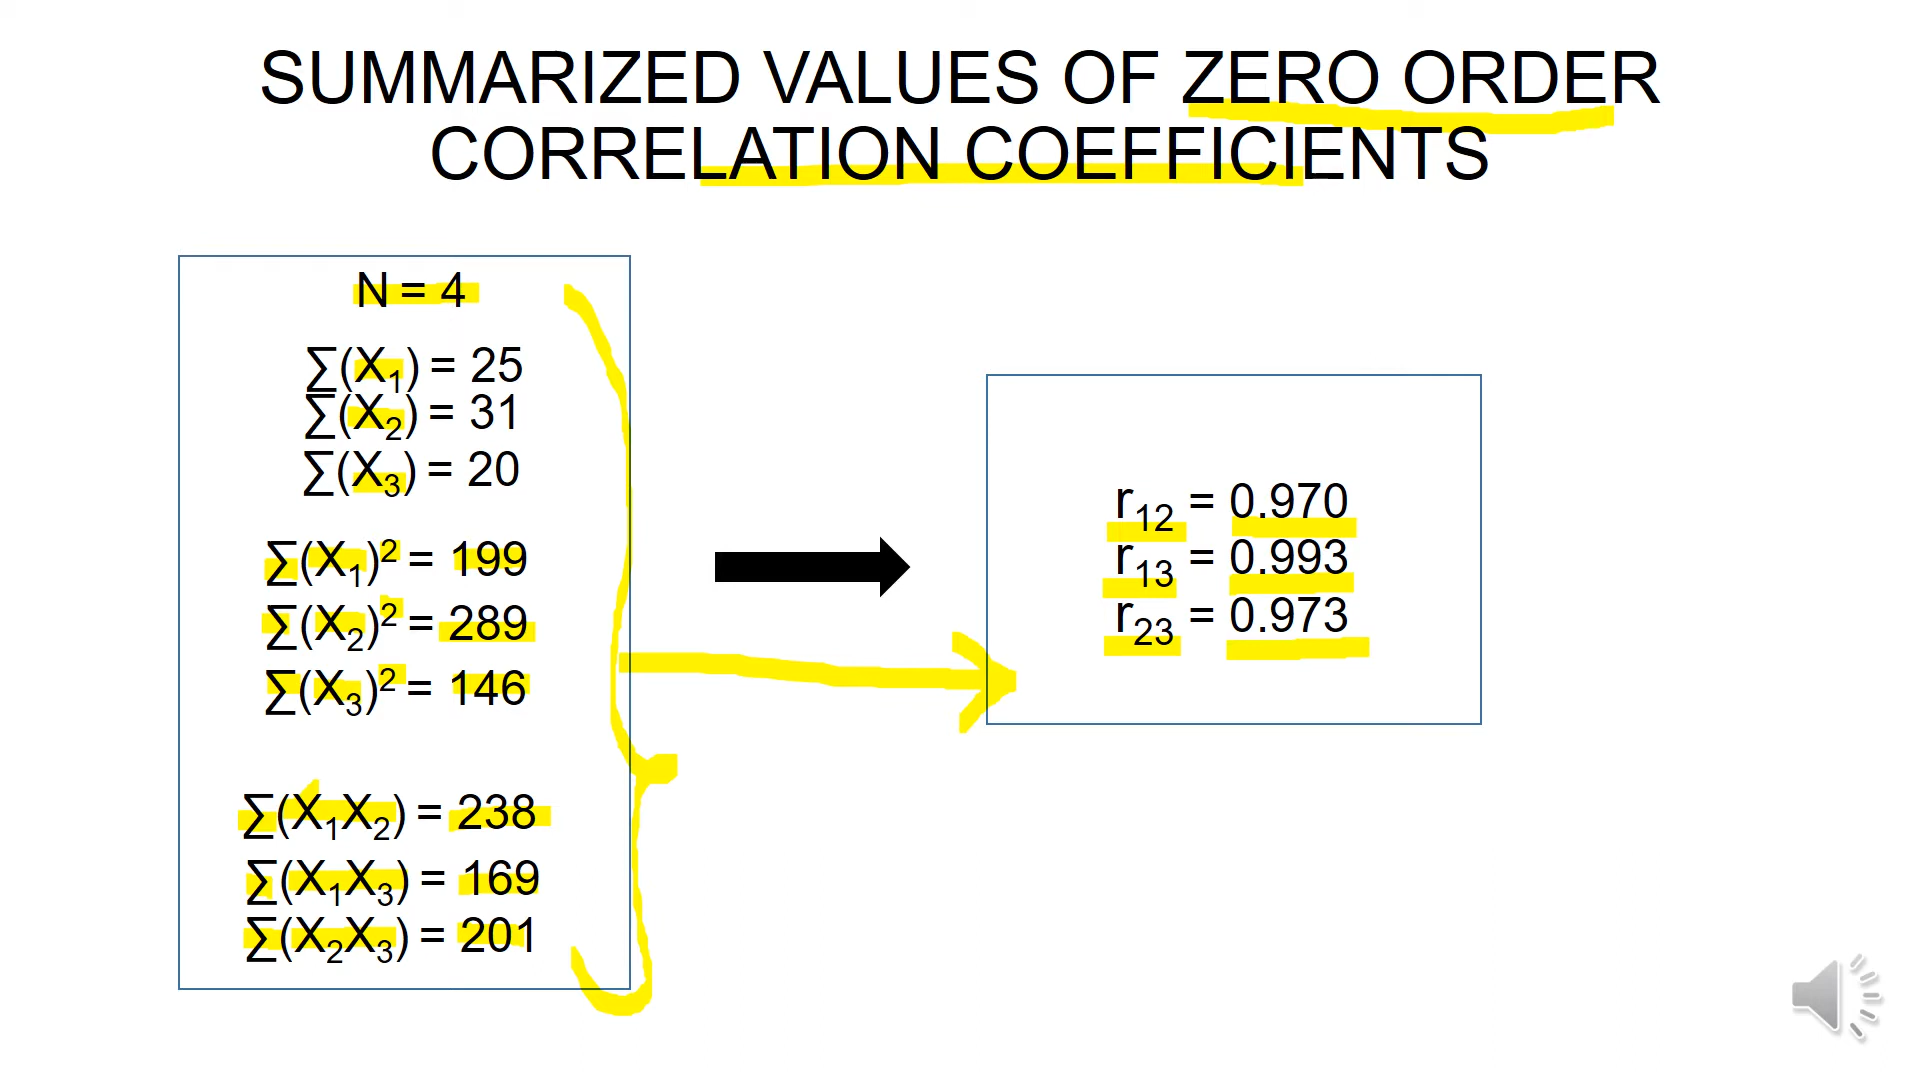 SUMMARIZED VALUES OF ZERO ORDER
CORRELATION COEFFICIENTS
N = 4
∑(X₁) = 25
∑(X₂) = 31
∑(X₃) = 20
∑(X₁)² = 199
∑(X₂)² = 289
∑(X₃)² = 146
∑(X₁X₂) = 238
∑(X₁X₃) = 169
∑(X₂X₃) = 201
r₁₂ = 0.970
r₁₃ = 0.993
r₂₃ = 0.973